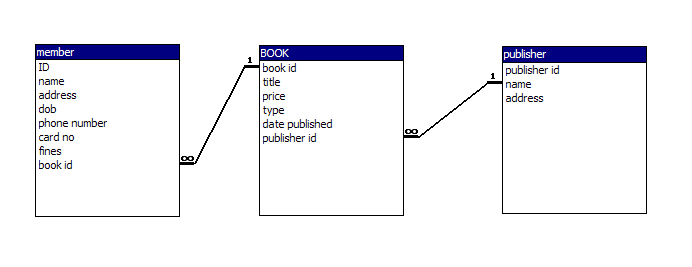 member
ID
name
address
dob
phone number
card no
fines
book id
∞
1
BOOK
book id
title
price
type
date published
publisher id
∞
1
publisher
publisher id
name
address